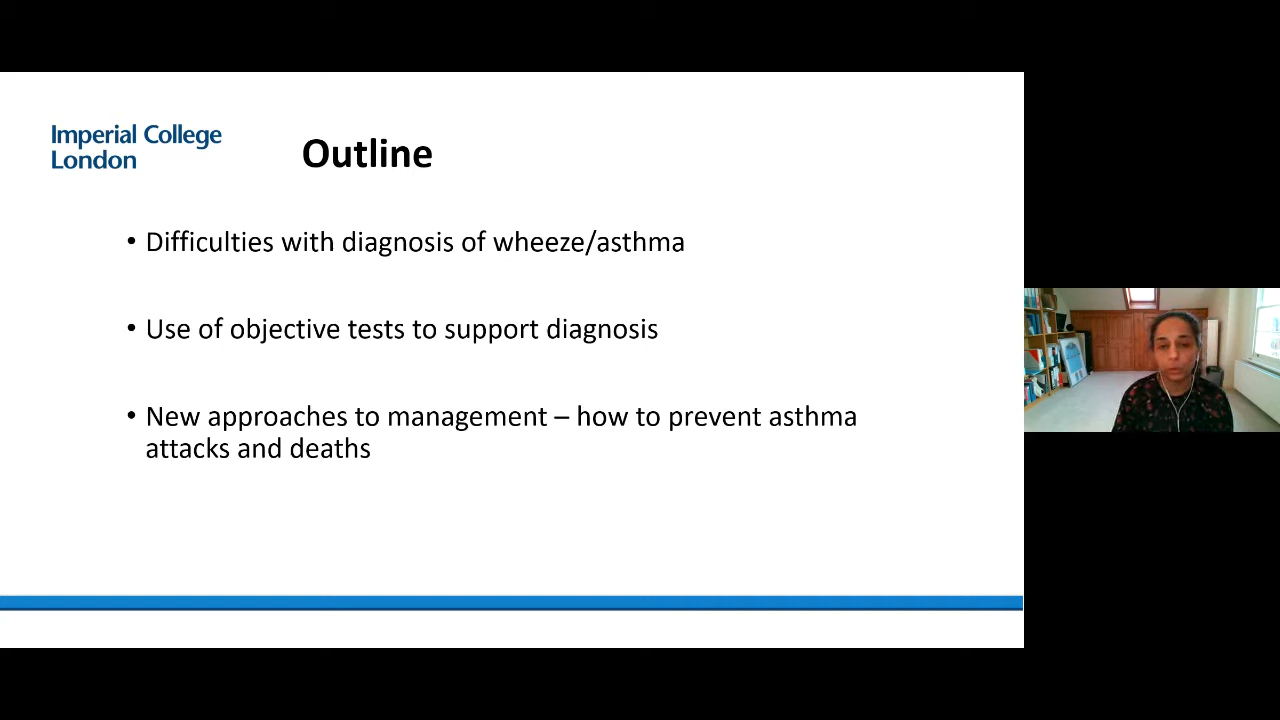 Imperial College
London
Outline
• Difficulties with diagnosis of wheeze/asthma
• Use of objective tests to support diagnosis
• New approaches to management – how to prevent asthma
attacks and deaths